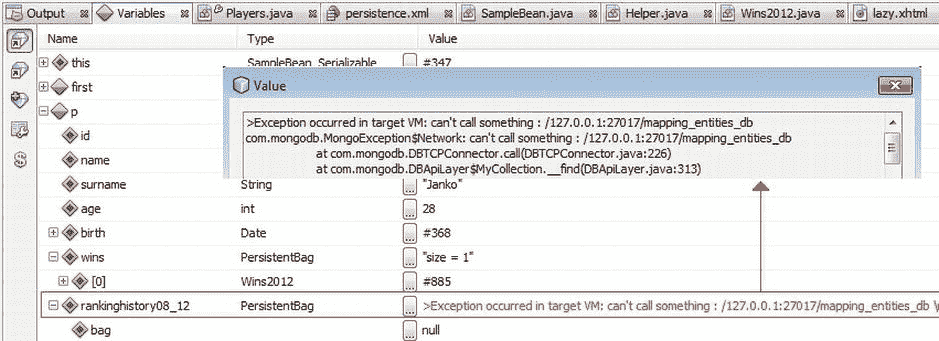 Output Variables Players.java persistence.xml SampleBean.java Helper.java Wins2012.java lazy.xhtml
Name Type Value
this SampleBean_Serializable ... #347
first
p
id
name
surname String ... "Janko"
age int ... 28
birth Date ... #368
wins PersistentBag ... "size = 1"
[0] Wins2012 ... #885
rankinghistory08_12 PersistentBag ... >Exception occurred in target VM: can't call something : /127.0.0.1:27017/mapping_entities_db
bag ... null
Value
>Exception occurred in target VM: can't call something : /127.0.0.1:27017/mapping_entities_db
com.mongodb.MongoException$Network: can't call something : /127.0.0.1:27017/mapping_entities_db
at com.mongodb.DBTCPConnector.call(DBTCPConnector.java:226)
at com.mongodb.DBApiLayer$MyCollection.__find(DBApiLayer.java:313)